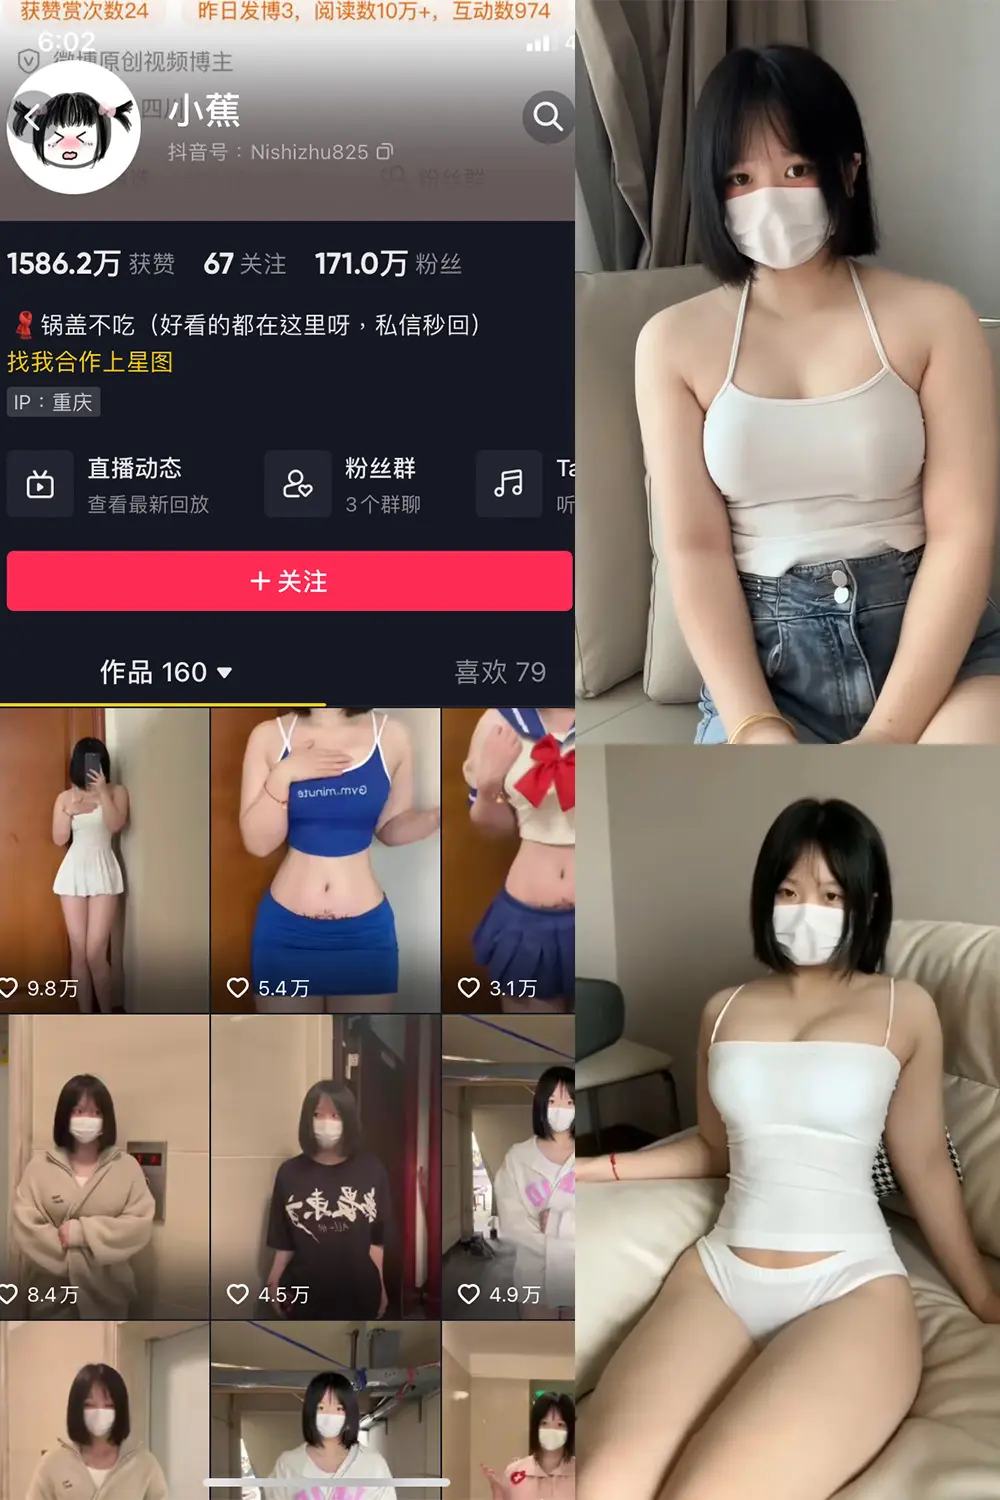 获赞赏次数24 昨日发博3，阅读数10万+，互动数974
6:02
微博原创视频博主
小蕉
抖音号：Nishizhu825
粉丝群
1586.2万 获赞 67 关注 171.0万 粉丝
锅盖不吃（好看的都在这里呀，私信秒回）
找我合作上星图
IP：重庆
直播动态 粉丝群
查看最新回放 3个群聊 听
+ 关注
作品 160 喜欢 79
Gym.minute
9.8万 5.4万 3.1万
8.4万 4.5万 4.9万